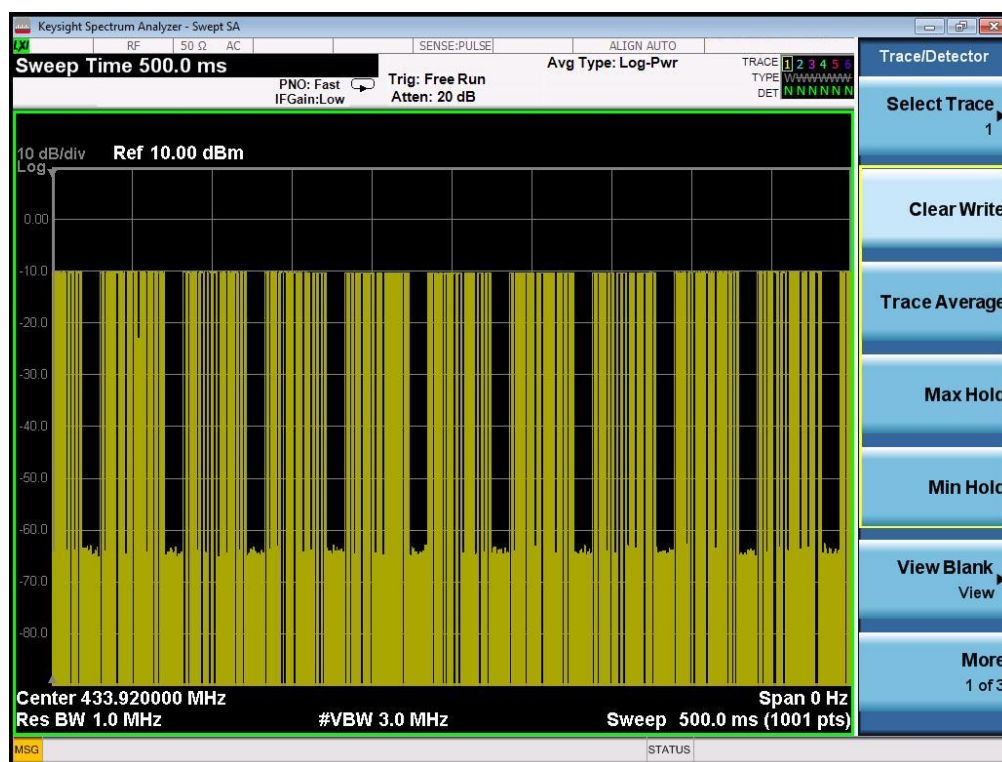 Keysight Spectrum Analyzer - Swept SA
LXI RF 50 Ω AC SENSE:PULSE ALIGN AUTO
Sweep Time 500.0 ms
PNO: Fast
IFGain:Low
Trig: Free Run
Atten: 20 dB
Avg Type: Log-Pwr
TRACE 1 2 3 4 5 6
TYPE WWWWWW
DET N N N N N N
10 dB/div Ref 10.00 dBm
Log
0.00
-10.0
-20.0
-30.0
-40.0
-50.0
-60.0
-70.0
-80.0
Center 433.920000 MHz Span 0 Hz
Res BW 1.0 MHz #VBW 3.0 MHz Sweep 500.0 ms (1001 pts)
MSG STATUS
Trace/Detector
Select Trace
1
Clear Write
Trace Average
Max Hold
Min Hold
View Blank
View
More
1 of 3